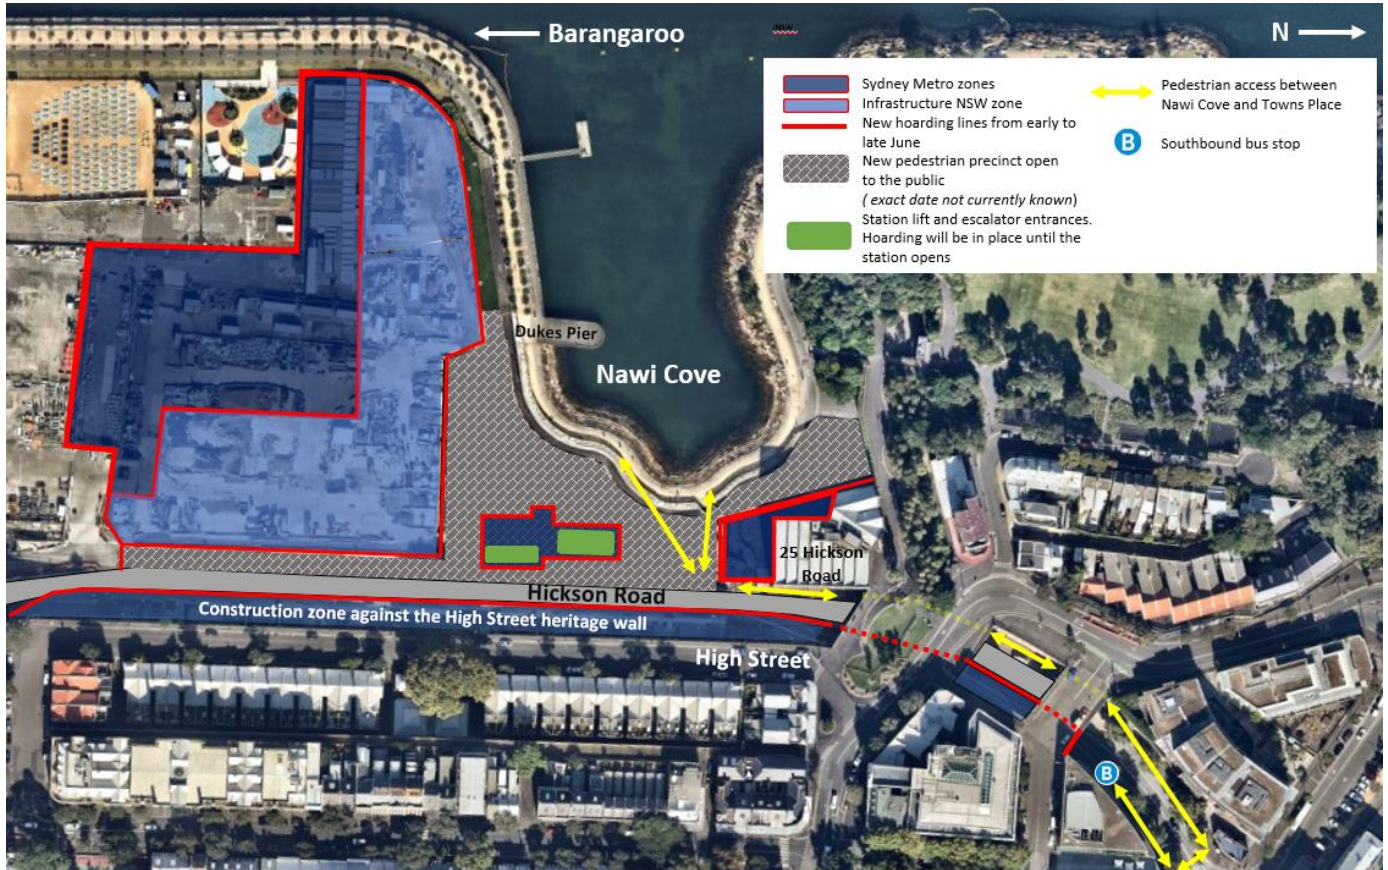 Barangaroo
N
Sydney Metro zones
Infrastructure NSW zone
New hoarding lines from early to
late June
New pedestrian precinct open
to the public
( exact date not currently known)
Station lift and escalator entrances.
Hoarding will be in place until the
station opens
Pedestrian access between
Nawi Cove and Towns Place
B
Southbound bus stop
Dukes Pier
Nawi Cove
25 Hickson
Road
Hickson Road
Construction zone against the High Street heritage wall
High Street
B